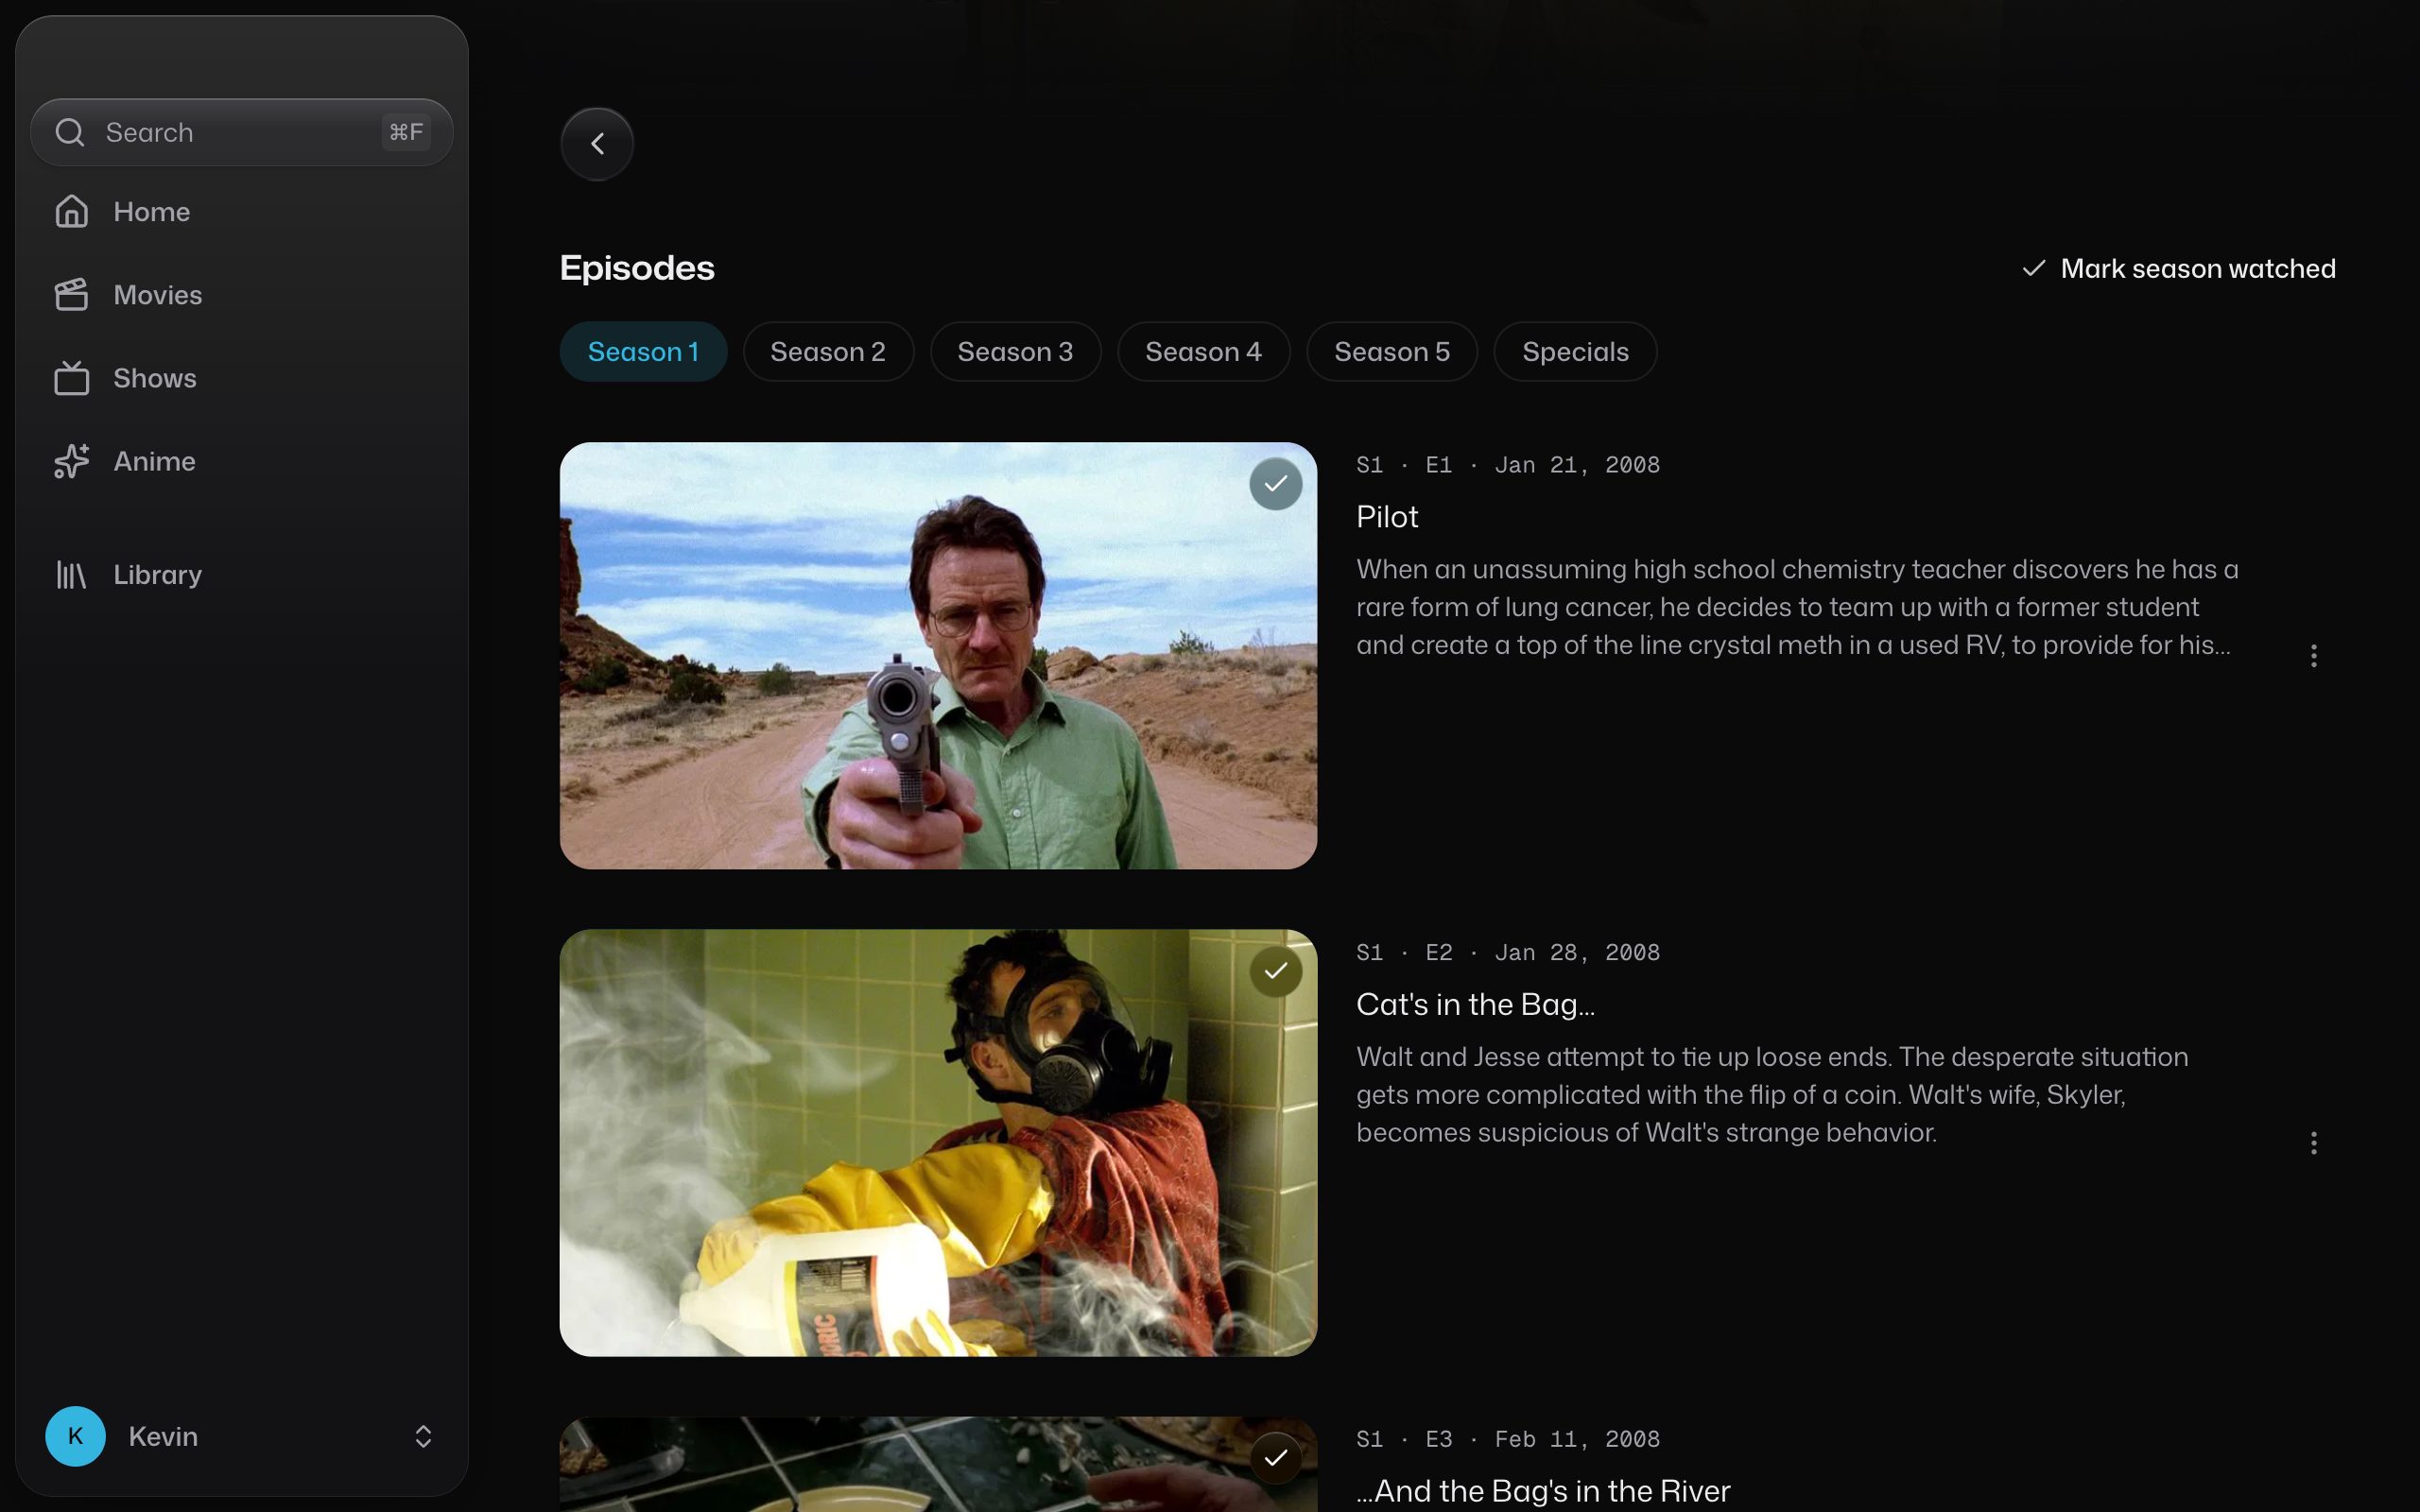 Search
⌘F
Home
Movies
Shows
Anime
Library
K
Kevin
Episodes
Mark season watched
Season 1
Season 2
Season 3
Season 4
Season 5
Specials
S1 · E1 · Jan 21, 2008
Pilot
When an unassuming high school chemistry teacher discovers he has a
rare form of lung cancer, he decides to team up with a former student
and create a top of the line crystal meth in a used RV, to provide for his...
S1 · E2 · Jan 28, 2008
Cat's in the Bag...
Walt and Jesse attempt to tie up loose ends. The desperate situation
gets more complicated with the flip of a coin. Walt's wife, Skyler,
becomes suspicious of Walt's strange behavior.
S1 · E3 · Feb 11, 2008
...And the Bag's in the River